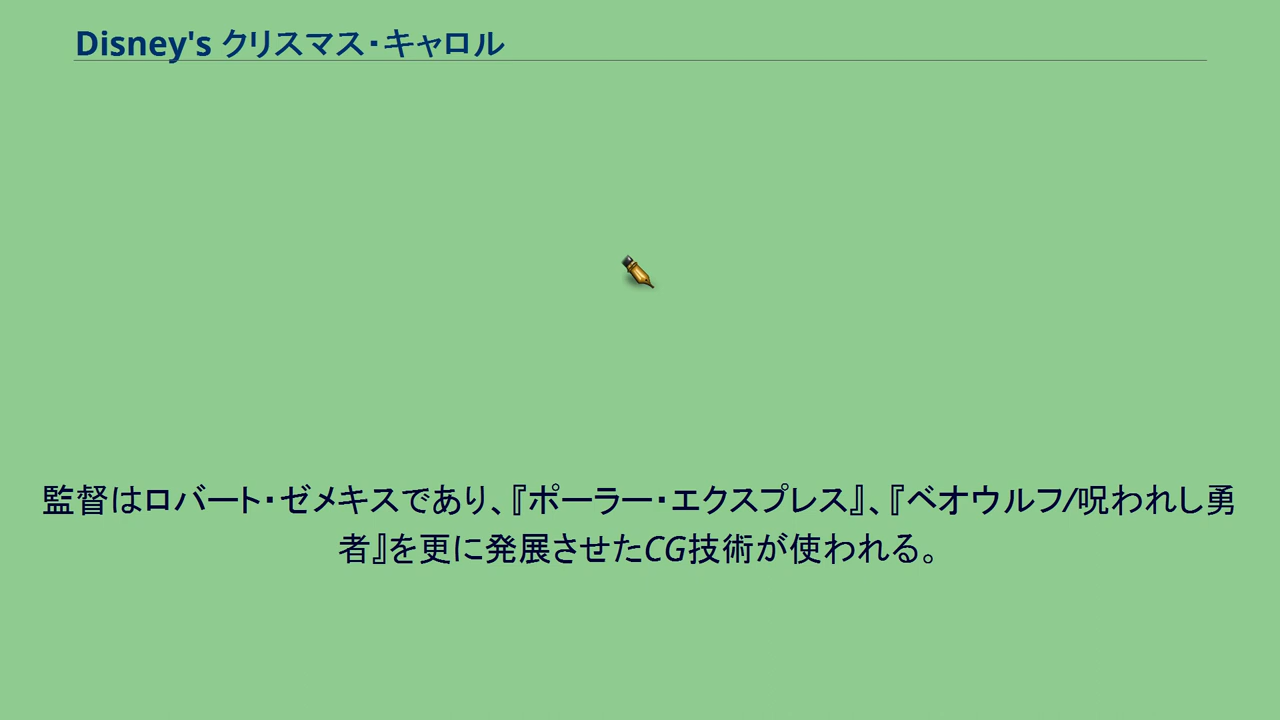 Disney's クリスマス・キャロル
監督はロバート・ゼメキスであり、『ポーラー・エクスプレス』、『ベオウルフ/呪われし勇
者』を更に発展させたCG技術が使われる。